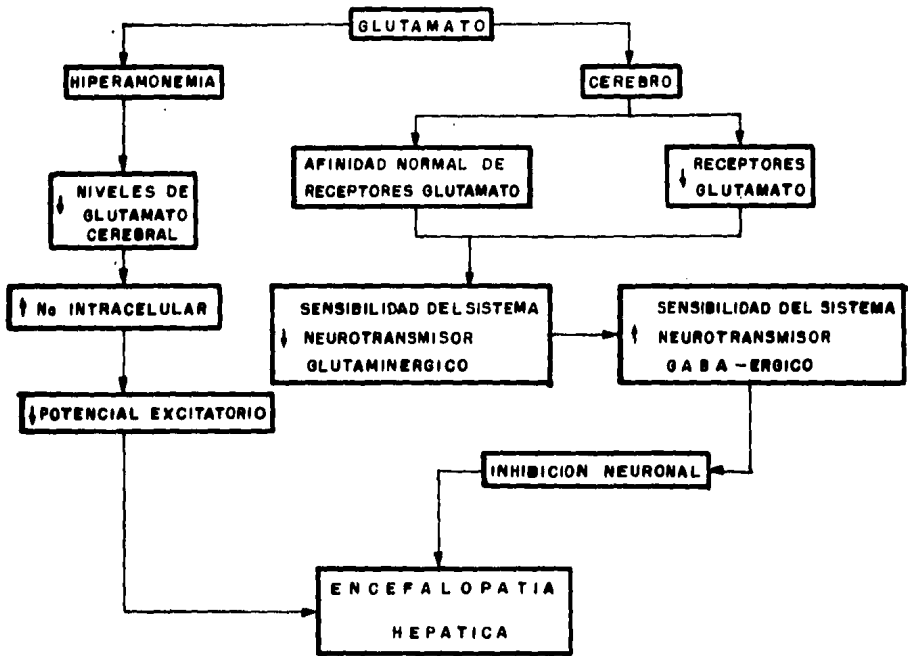 GLUTAMATO
HIPERAMONEMIA
CEREBRO
AFINIDAD NORMAL DE
RECEPTORES GLUTAMATO
↓ RECEPTORES
GLUTAMATO
↓ NIVELES DE
GLUTAMATO
CEREBRAL
↑ Na INTRACELULAR
SENSIBILIDAD DEL SISTEMA
↓ NEUROTRANSMISOR
GLUTAMINERGICO
SENSIBILIDAD DEL SISTEMA
↑ NEUROTRANSMISOR
GABA-ERGICO
↓ POTENCIAL EXCITATORIO
INHIBICION NEURONAL
ENCEFALOPATIA
HEPATICA